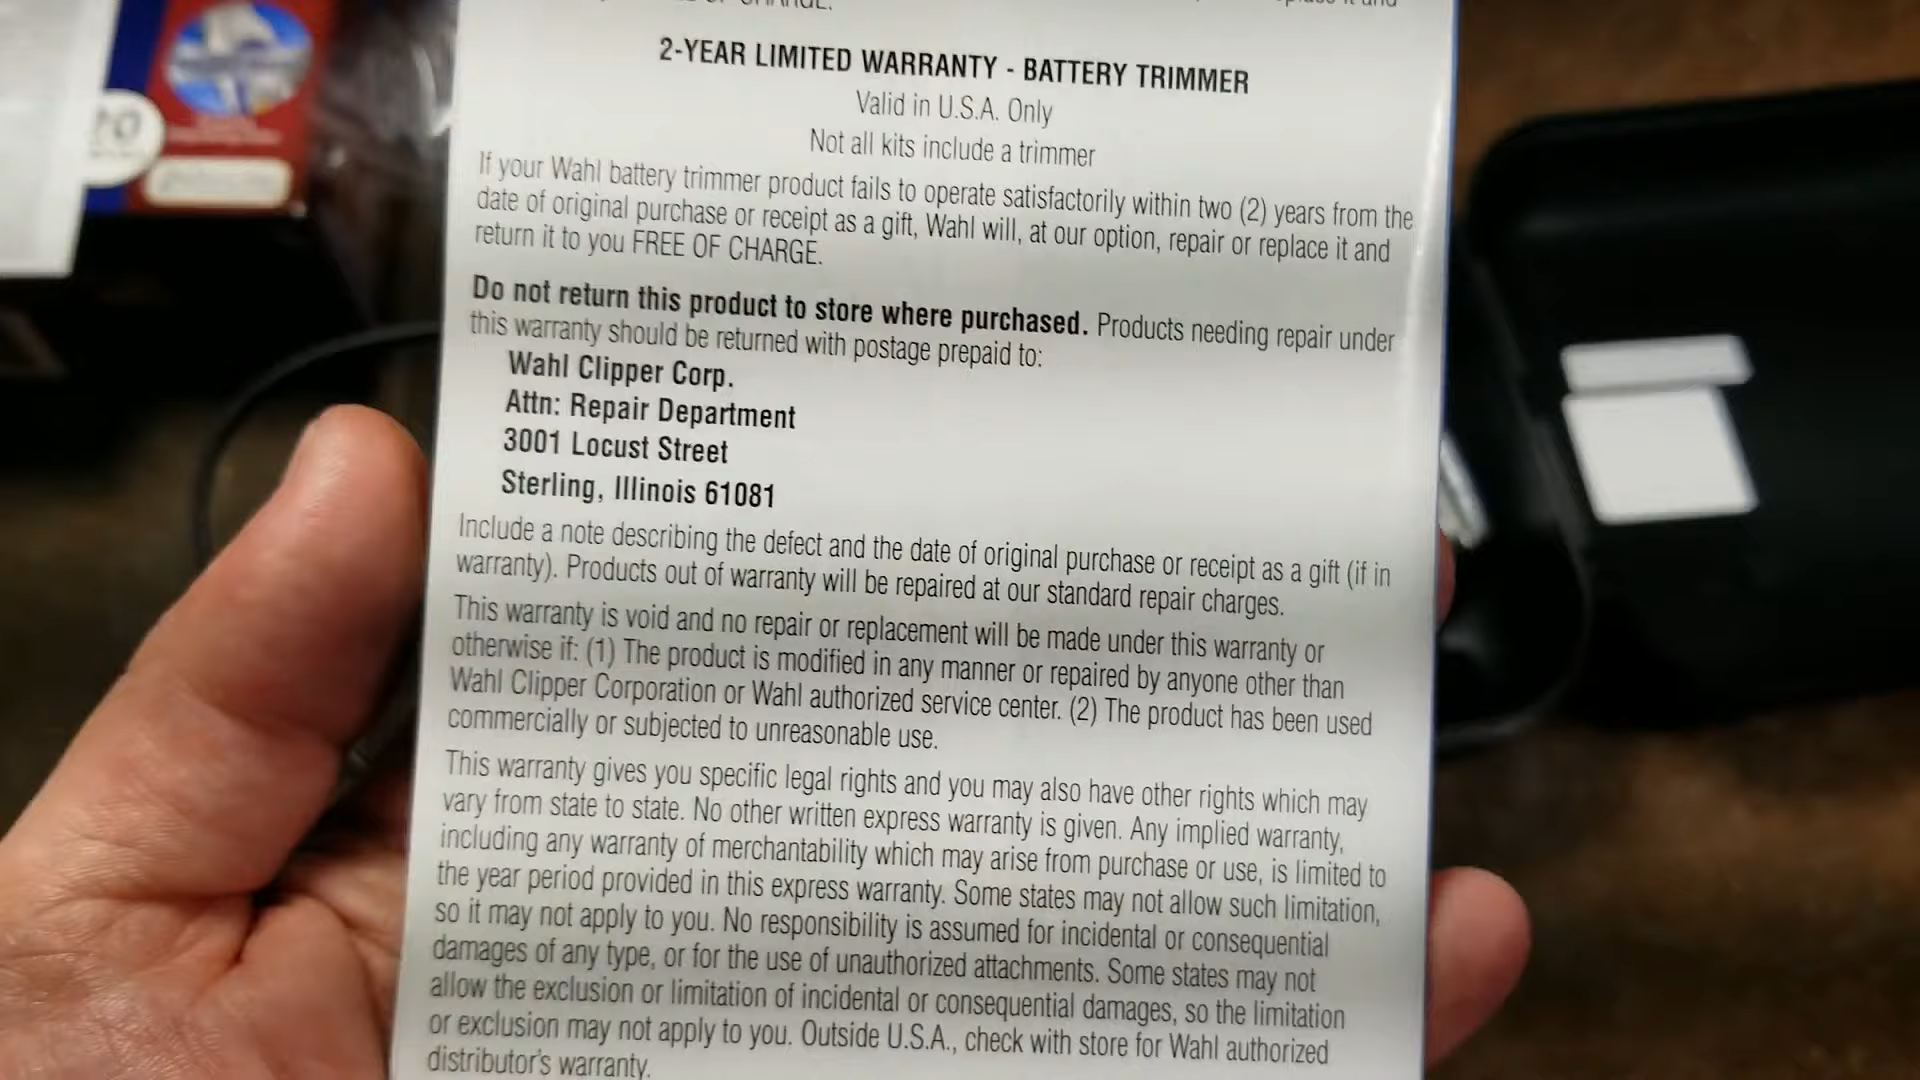 2-YEAR LIMITED WARRANTY - BATTERY TRIMMER
Valid in U.S.A. Only
Not all kits include a trimmer
If your Wahl battery trimmer product fails to operate satisfactorily within two (2) years from the
date of original purchase or receipt as a gift, Wahl will, at our option, repair or replace it and
return it to you FREE OF CHARGE.
Do not return this product to store where purchased. Products needing repair under
this warranty should be returned with postage prepaid to:
Wahl Clipper Corp.
Attn: Repair Department
3001 Locust Street
Sterling, Illinois 61081
Include a note describing the defect and the date of original purchase or receipt as a gift (if in
warranty). Products out of warranty will be repaired at our standard repair charges.
This warranty is void and no repair or replacement will be made under this warranty or
otherwise if: (1) The product is modified in any manner or repaired by anyone other than
Wahl Clipper Corporation or Wahl authorized service center. (2) The product has been used
commercially or subjected to unreasonable use.
This warranty gives you specific legal rights and you may also have other rights which may
vary from state to state. No other written express warranty is given. Any implied warranty,
including any warranty of merchantability which may arise from purchase or use, is limited to
the year period provided in this express warranty. Some states may not allow such limitation,
so it may not apply to you. No responsibility is assumed for incidental or consequential
damages of any type, or for the use of unauthorized attachments. Some states may not
allow the exclusion or limitation of incidental or consequential damages, so the limitation
or exclusion may not apply to you. Outside U.S.A., check with store for Wahl authorized
distributor's warranty.